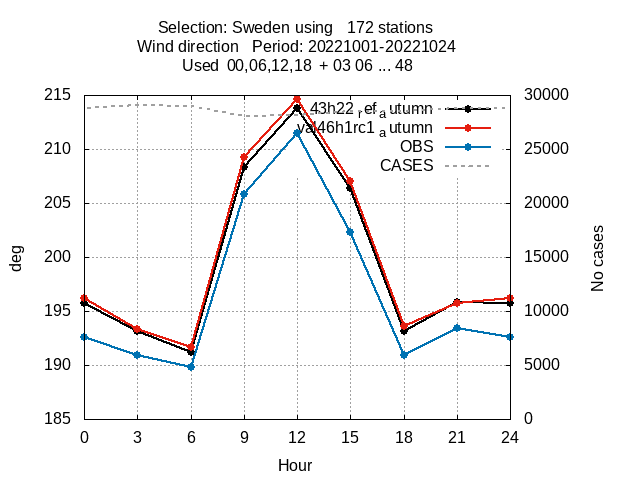 Selection: Sweden using 172 stations
Wind direction Period: 20221001-20221024
Used 00,06,12,18 + 03 06 ... 48
215
210
205
200
195
190
185
30000
25000
20000
15000
10000
5000
0
43h22_ref_autumn
val46h1rc1_autumn
OBS
CASES
deg
No cases
0 3 6 9 12 15 18 21 24
Hour